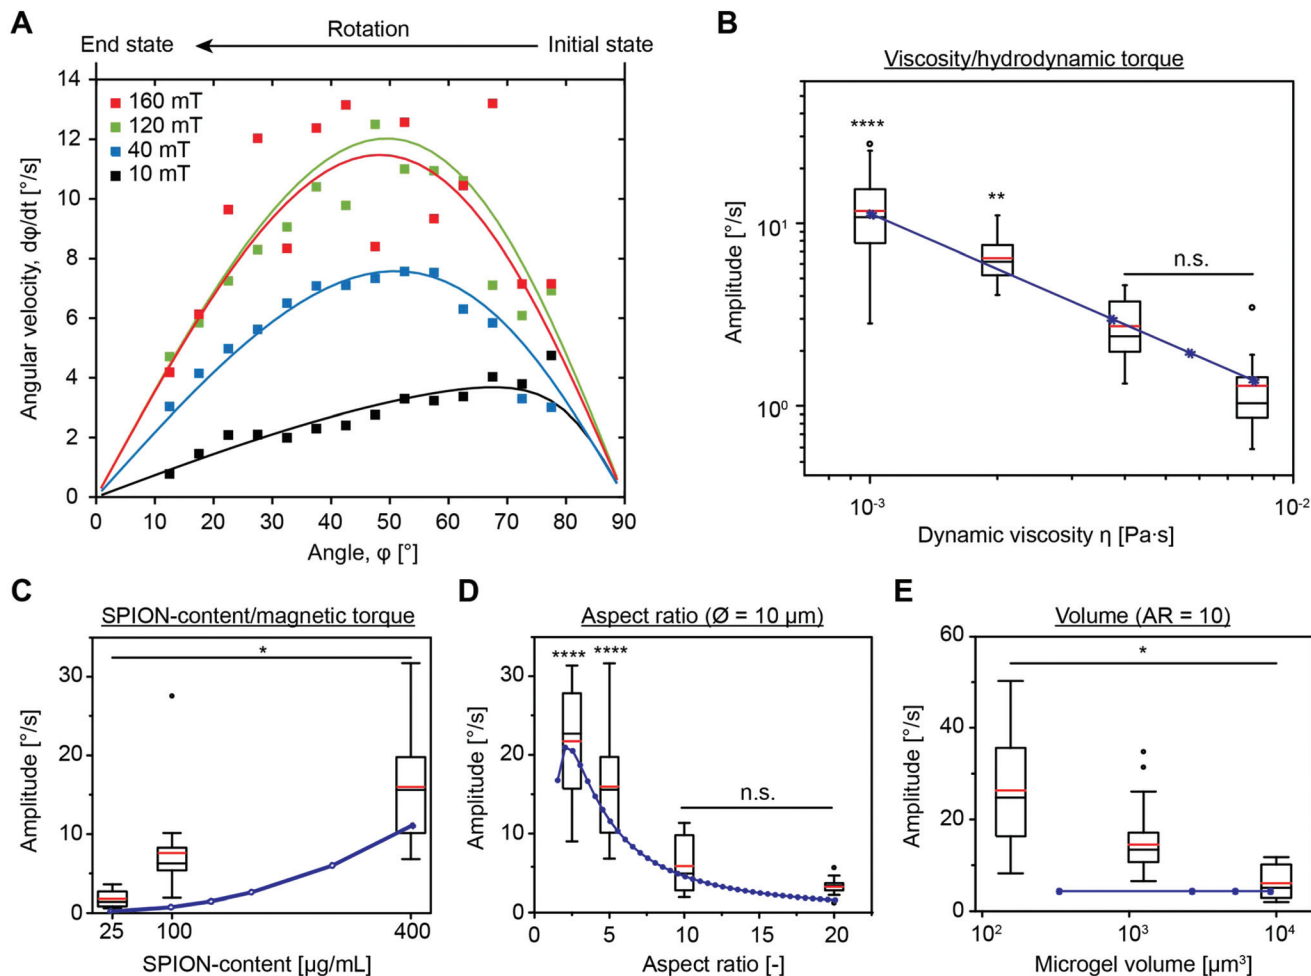 A
Rotation
End state
Initial state
14
12
10
8
6
4
2
0
160 mT
120 mT
40 mT
10 mT
Angular velocity, dφ/dt [°/s]
0 10 20 30 40 50 60 70 80 90
Angle, φ [°]
B
Viscosity/hydrodynamic torque
****
**
n.s.
10¹
10⁰
Amplitude [°/s]
10⁻³ 10⁻²
Dynamic viscosity η [Pa·s]
C
SPION-content/magnetic torque
*
30
20
10
0
Amplitude [°/s]
25 100 400
SPION-content [µg/mL]
D
Aspect ratio (Ø = 10 µm)
**** ****
n.s.
30
20
10
0
Amplitude [°/s]
0 5 10 15 20
Aspect ratio [-]
E
Volume (AR = 10)
*
60
40
20
0
Amplitude [°/s]
10² 10³ 10⁴
Microgel volume [µm³]